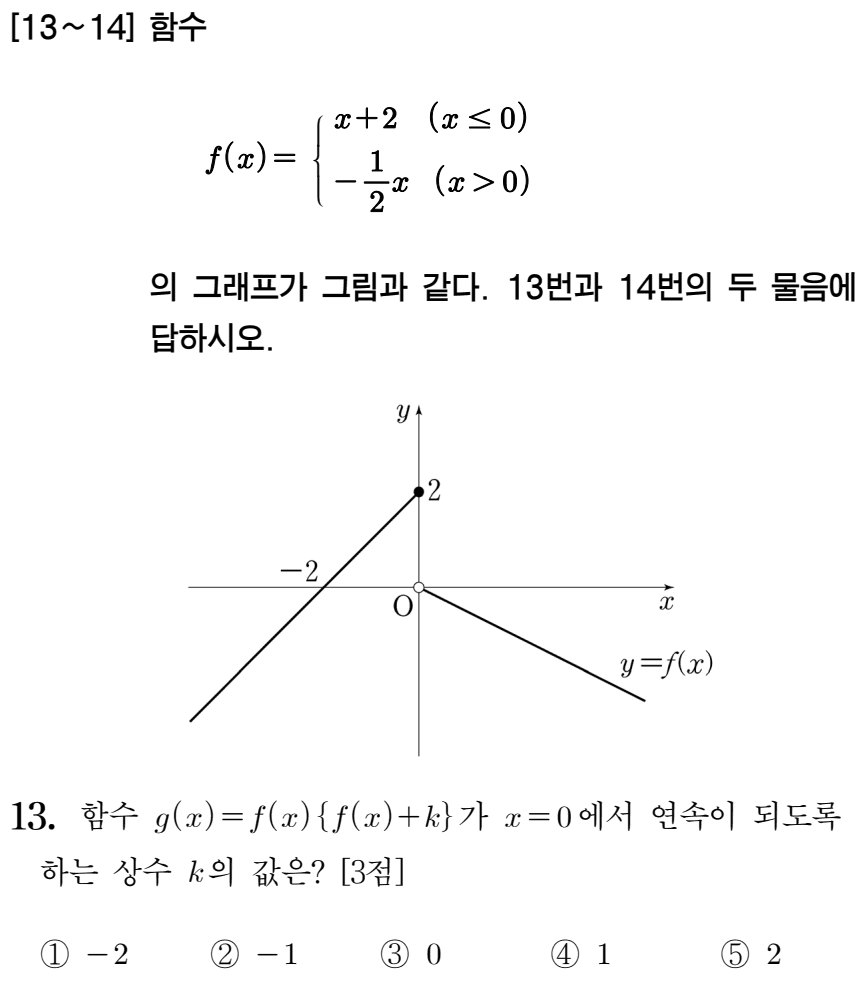 [13~14] 함수
f(x) = { x+2 (x ≤ 0)
-1/2 x (x > 0)
의 그래프가 그림과 같다. 13번과 14번의 두 물음에
답하시오.
y
2
-2
O
x
y=f(x)
13. 함수 g(x)=f(x){f(x)+k}가 x=0에서 연속이 되도록
하는 상수 k의 값은? [3점]
① -2 ② -1 ③ 0 ④ 1 ⑤ 2